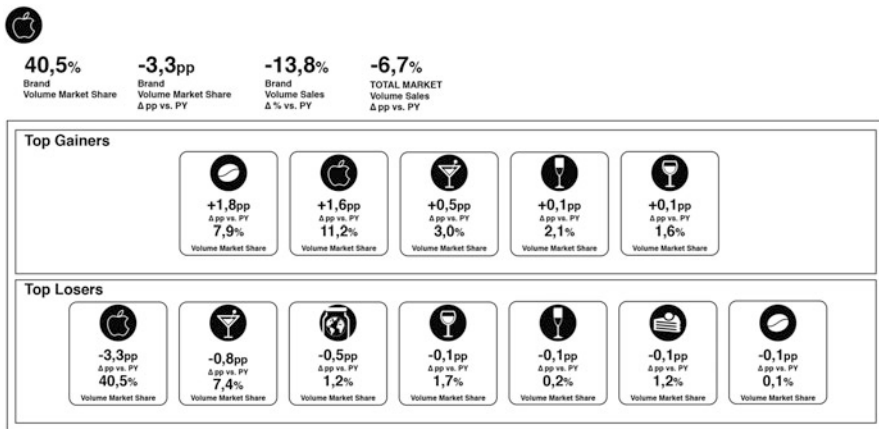 40,5% -3,3pp -13,8% -6,7%
Brand Brand Brand TOTAL MARKET
Volume Market Share Volume Market Share Volume Sales Volume Sales
Δ pp vs. PY Δ % vs. PY Δ pp vs. PY
Top Gainers
+1,8pp +1,6pp +0,5pp +0,1pp +0,1pp
Δ pp vs. PY Δ pp vs. PY Δ pp vs. PY Δ pp vs. PY Δ pp vs. PY
7,9% 11,2% 3,0% 2,1% 1,6%
Volume Market Share Volume Market Share Volume Market Share Volume Market Share Volume Market Share
Top Losers
-3,3pp -0,8pp -0,5pp -0,1pp -0,1pp -0,1pp -0,1pp
Δ pp vs. PY Δ pp vs. PY Δ pp vs. PY Δ pp vs. PY Δ pp vs. PY Δ pp vs. PY Δ pp vs. PY
40,5% 7,4% 1,2% 1,7% 0,2% 1,2% 0,1%
Volume Market Share Volume Market Share Volume Market Share Volume Market Share Volume Market Share Volume Market Share Volume Market Share